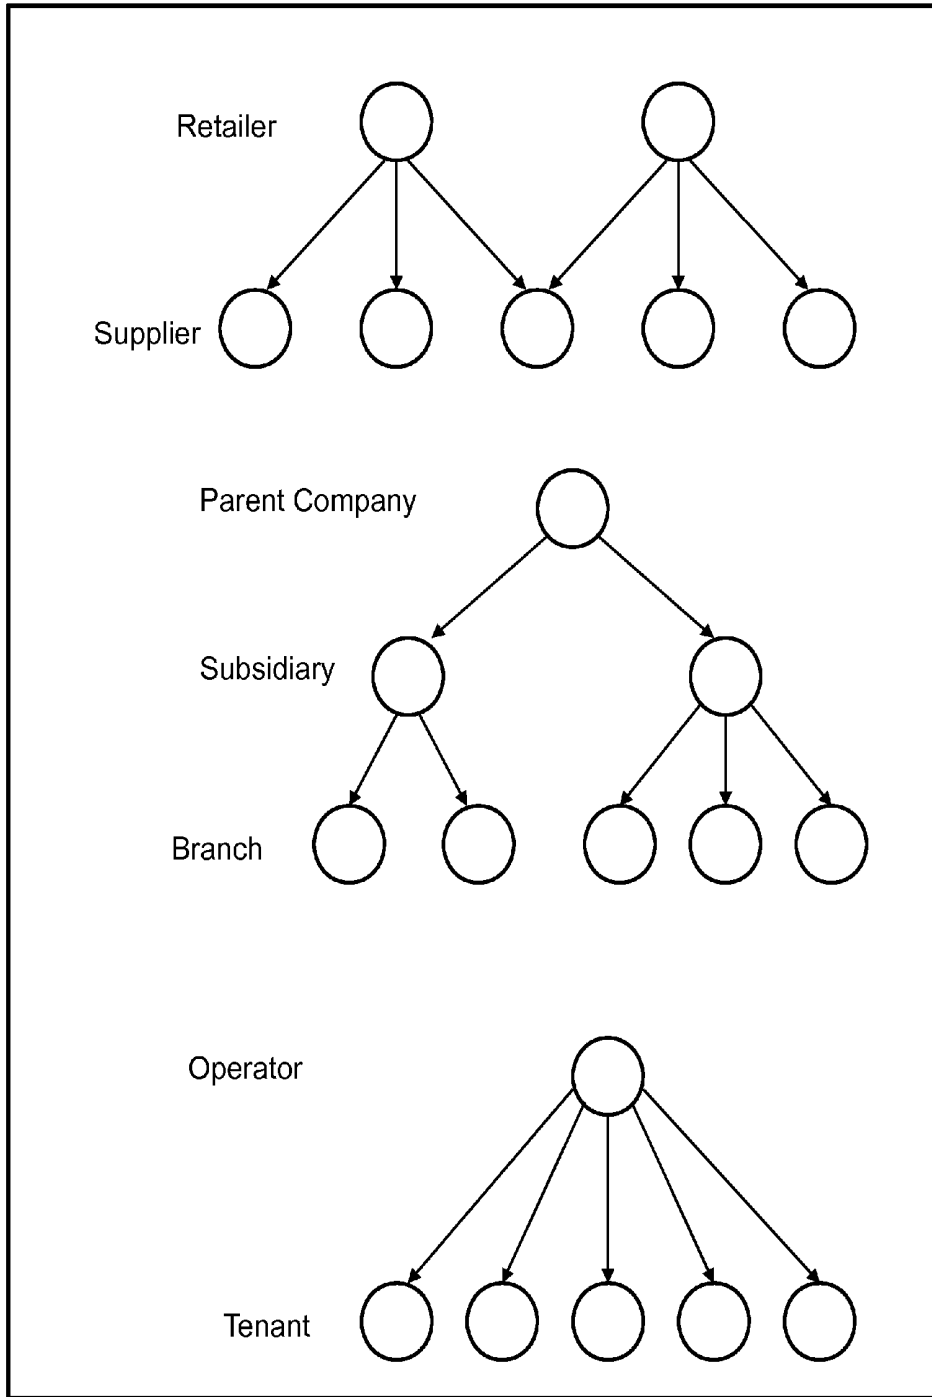 Retailer
Supplier
Parent Company
Subsidiary
Branch
Operator
Tenant